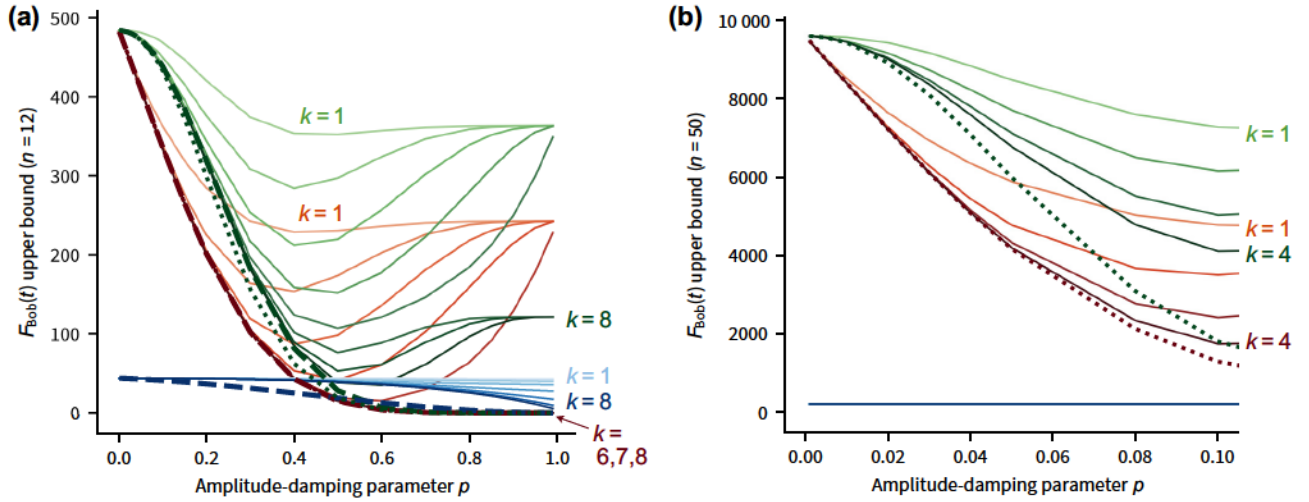 (a)
500
400
300
200
100
0
F_Bob(t) upper bound (n = 12)
k = 1
k = 1
k = 8
k = 1
k = 8
k =
6,7,8
0.0 0.2 0.4 0.6 0.8 1.0
Amplitude-damping parameter p
(b)
10 000
8000
6000
4000
2000
0
F_Bob(t) upper bound (n = 50)
k = 1
k = 1
k = 4
k = 4
0.00 0.02 0.04 0.06 0.08 0.10
Amplitude-damping parameter p